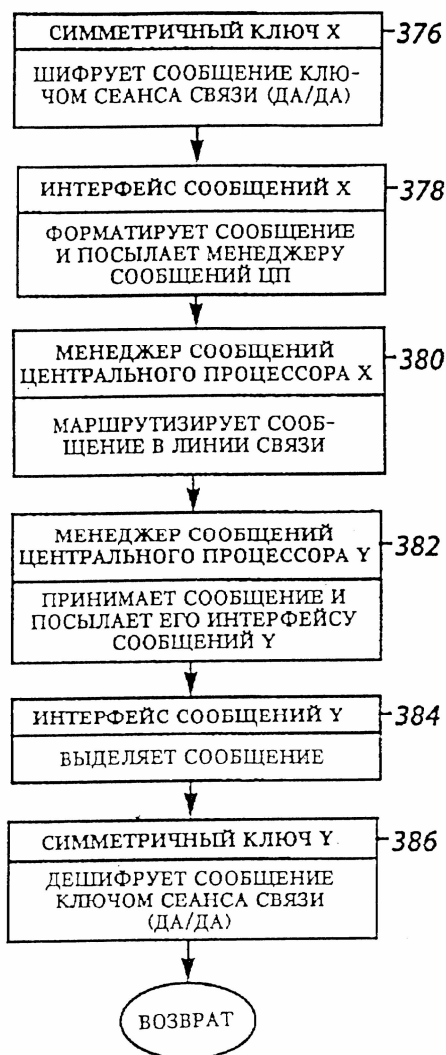 СИММЕТРИЧНЫЙ КЛЮЧ X
376
ШИФРУЕТ СООБЩЕНИЕ КЛЮ-
ЧОМ СЕАНСА СВЯЗИ (ДА/ДА)
ИНТЕРФЕЙС СООБЩЕНИЙ X
378
ФОРМАТИРУЕТ СООБЩЕНИЕ
И ПОСЫЛАЕТ МЕНЕДЖЕРУ
СООБЩЕНИЙ ЦП
МЕНЕДЖЕР СООБЩЕНИЙ
ЦЕНТРАЛЬНОГО ПРОЦЕССОРА X
380
МАРШРУТИЗИРУЕТ СООБ-
ЩЕНИЕ В ЛИНИИ СВЯЗИ
МЕНЕДЖЕР СООБЩЕНИЙ
ЦЕНТРАЛЬНОГО ПРОЦЕССОРА Y
382
ПРИНИМАЕТ СООБЩЕНИЕ И
ПОСЫЛАЕТ ЕГО ИНТЕРФЕЙСУ
СООБЩЕНИЙ Y
ИНТЕРФЕЙС СООБЩЕНИЙ Y
384
ВЫДЕЛЯЕТ СООБЩЕНИЕ
СИММЕТРИЧНЫЙ КЛЮЧ Y
386
ДЕШИФРУЕТ СООБЩЕНИЕ
КЛЮЧОМ СЕАНСА СВЯЗИ
(ДА/ДА)
ВОЗВРАТ